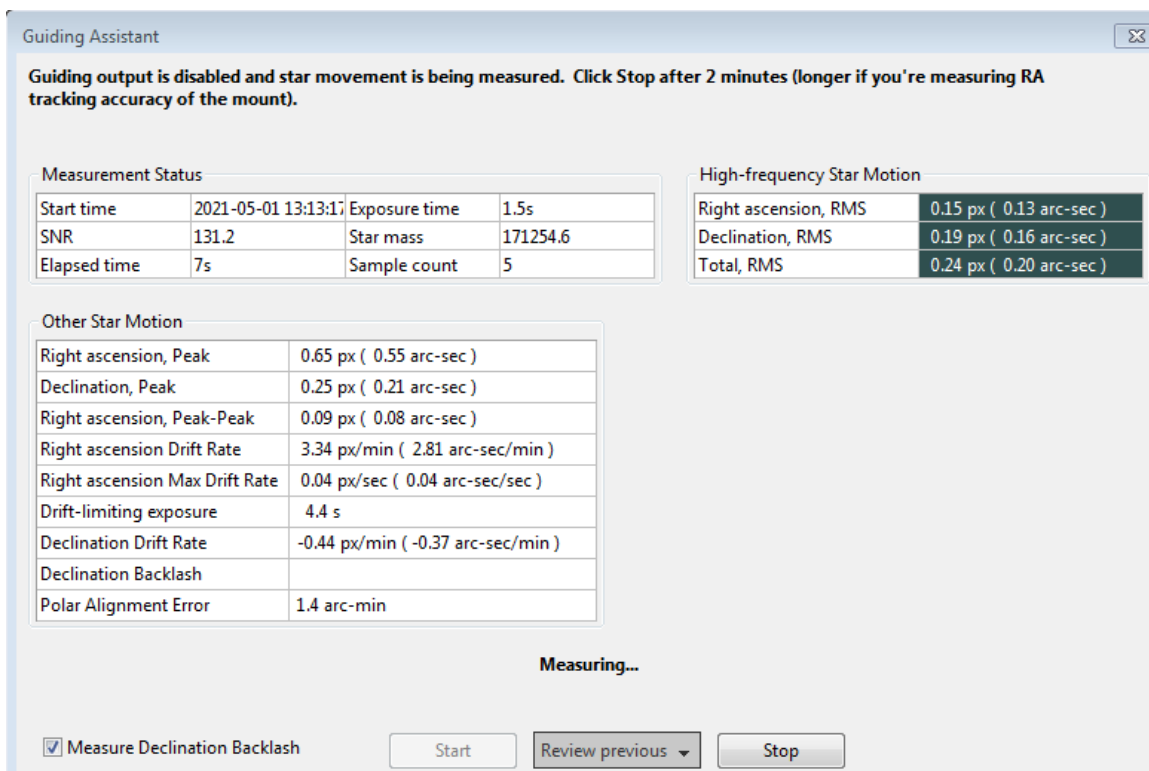 Guiding Assistant
Guiding output is disabled and star movement is being measured.  Click Stop after 2 minutes (longer if you're measuring RA
tracking accuracy of the mount).
Measurement Status
Start time 2021-05-01 13:13:17 Exposure time 1.5s
SNR 131.2 Star mass 171254.6
Elapsed time 7s Sample count 5
High-frequency Star Motion
Right ascension, RMS 0.15 px ( 0.13 arc-sec )
Declination, RMS 0.19 px ( 0.16 arc-sec )
Total, RMS 0.24 px ( 0.20 arc-sec )
Other Star Motion
Right ascension, Peak 0.65 px ( 0.55 arc-sec )
Declination, Peak 0.25 px ( 0.21 arc-sec )
Right ascension, Peak-Peak 0.09 px ( 0.08 arc-sec )
Right ascension Drift Rate 3.34 px/min ( 2.81 arc-sec/min )
Right ascension Max Drift Rate 0.04 px/sec ( 0.04 arc-sec/sec )
Drift-limiting exposure 4.4 s
Declination Drift Rate -0.44 px/min ( -0.37 arc-sec/min )
Declination Backlash
Polar Alignment Error 1.4 arc-min
Measuring...
Measure Declination Backlash Start Review previous Stop